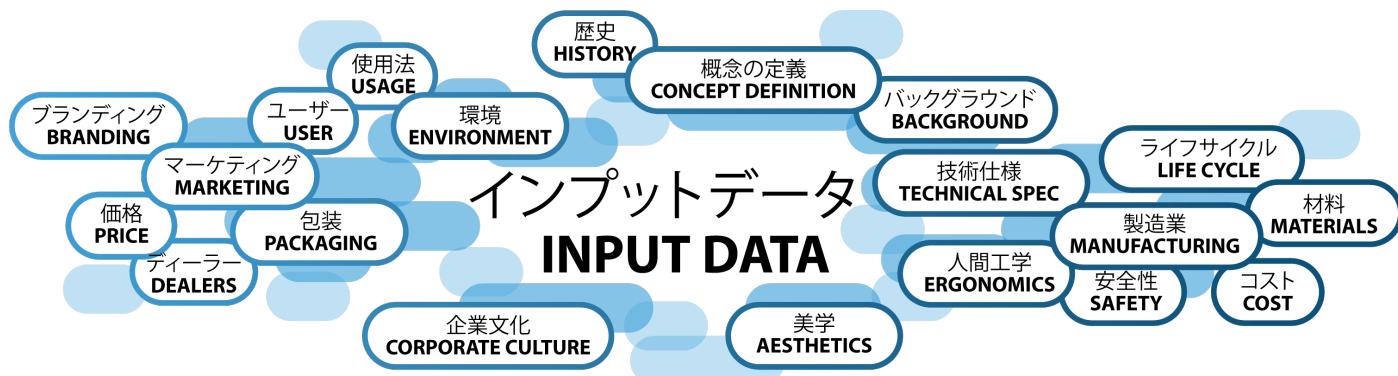 歴史
HISTORY
概念の定義
CONCEPT DEFINITION
使用法
USAGE
バックグラウンド
BACKGROUND
ブランディング
BRANDING
ユーザー
USER
環境
ENVIRONMENT
ライフサイクル
LIFE CYCLE
マーケティング
MARKETING
技術仕様
TECHNICAL SPEC
インプットデータ
INPUT DATA
価格
PRICE
包装
PACKAGING
材料
MATERIALS
製造業
MANUFACTURING
ディーラー
DEALERS
人間工学
ERGONOMICS
安全性
SAFETY
コスト
COST
企業文化
CORPORATE CULTURE
美学
AESTHETICS